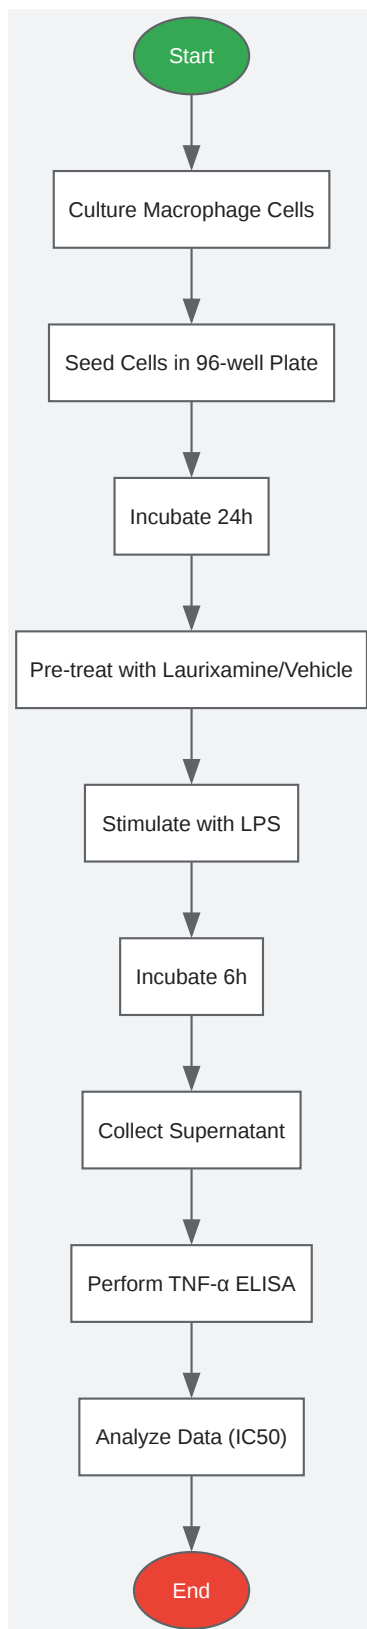 Start
Culture Macrophage Cells
Seed Cells in 96-well Plate
Incubate 24h
Pre-treat with Laurixamine/Vehicle
Stimulate with LPS
Incubate 6h
Collect Supernatant
Perform TNF-α ELISA
Analyze Data (IC50)
End